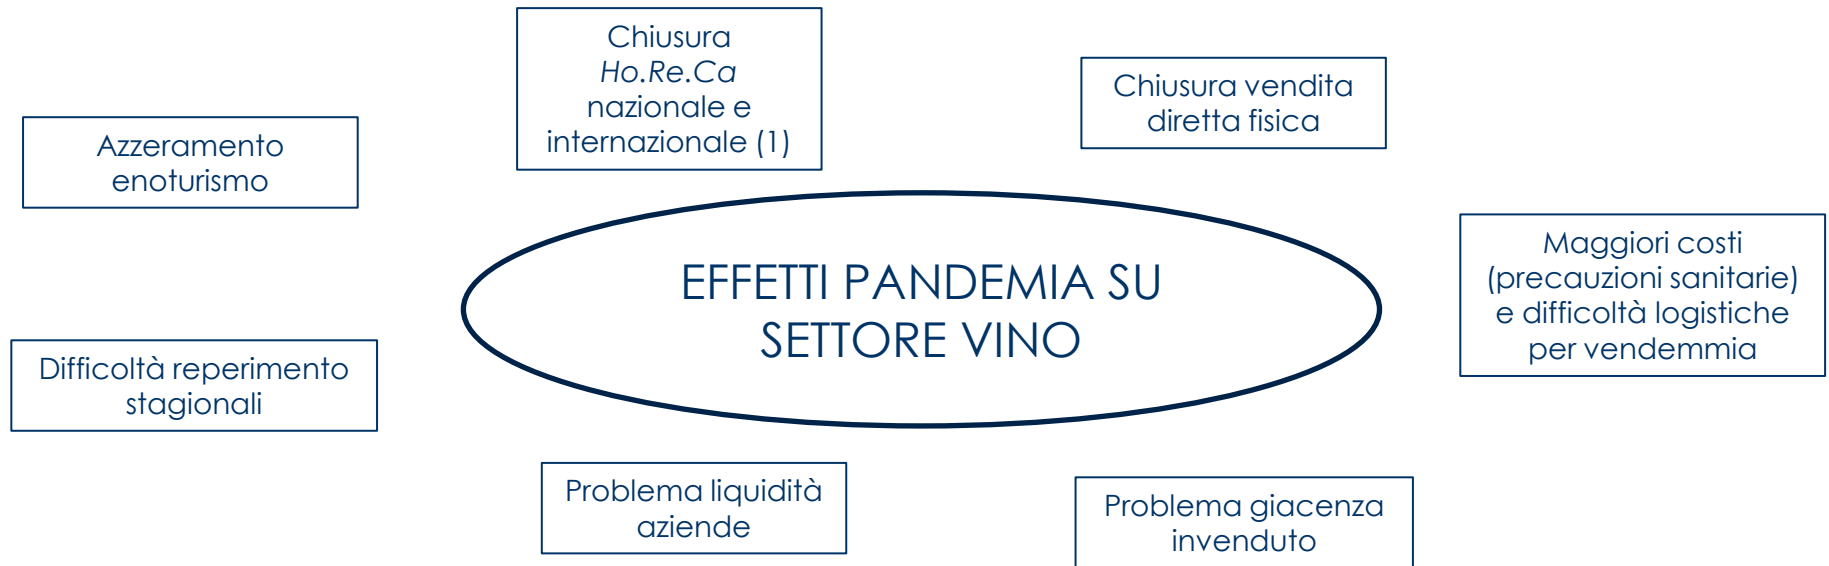 Chiusura
Ho.Re.Ca
nazionale e
internazionale (1)
Chiusura vendita
diretta fisica
Azzeramento
enoturismo
EFFETTI PANDEMIA SU
SETTORE VINO
Maggiori costi
(precauzioni sanitarie)
e difficoltà logistiche
per vendemmia
Difficoltà reperimento
stagionali
Problema liquidità
aziende
Problema giacenza
invenduto